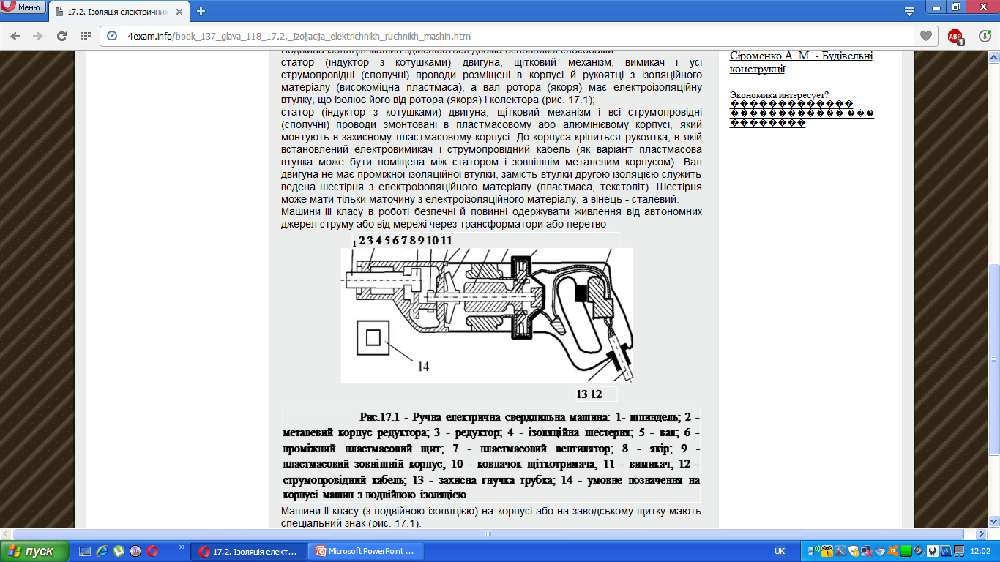 Меню
17.2. Ізоляція електричних
4exam.info/book_137_glava_118_17.2._Izoljacija_elektrichnikh_ruchnikh_mashin.html
ABP
1
Подвійна ізоляція машин здійснюється двома основними способами:
статор (індуктор з котушками) двигуна, щітковий механізм, вимикач і усі
струмопровідні (сполучні) проводи розміщені в корпусі й рукоятці з ізоляційного
матеріалу (високоміцна пластмаса), а вал ротора (якоря) має електроізоляційну
втулку, що ізолює його від ротора (якоря) і колектора (рис. 17.1);
статор (індуктор з котушками) двигуна, щітковий механізм і всі струмопровідні
(сполучні) проводи змонтовані в пластмасовому або алюмінієвому корпусі, який
монтують в захисному пластмасовому корпусі. До корпуса кріпиться рукоятка, в якій
встановлений електровимикач і струмопровідний кабель (як варіант пластмасова
втулка може бути поміщена між статором і зовнішнім металевим корпусом). Вал
двигуна не має проміжної ізоляційної втулки, замість втулки другою ізоляцією служить
ведена шестірня з електроізоляційного матеріалу (пластмаса, текстоліт). Шестірня
може мати тільки маточину з електроізоляційного матеріалу, а вінець - сталевий.
Машини III класу в роботі безпечні й повинні одержувати живлення від автономних
джерел струму або від мережі через трансформатори або перетво-
1 2 3 4 5 6 7 8 9 10 11
14
13 12
Рис.17.1 - Ручна електрична свердлильна машина: 1- шпиндель; 2 -
металевий корпус редуктора; 3 - редуктор; 4 - ізоляційна шестерня; 5 - вал; 6 -
проміжний пластмасовий щит; 7 - пластмасовий вентилятор; 8 - якір; 9 -
пластмасовий зовнішній корпус; 10 - ковпачок щіткотримача; 11 - вимикач; 12 -
струмопровідний кабель; 13 - захисна гнучка трубка; 14 - умовне позначення на
корпусі машин з подвійною ізоляцією
Машини II класу (з подвійною ізоляцією) на корпусі або на заводському щитку мають
спеціальний знак (рис. 17.1).
Сіроменко А. М. - Будівельні
конструкції
Экономика интересует?
���������������
������������ ���
���������
пуск
17.2. Ізоляція елект...
Microsoft PowerPoint ...
UK
12:02